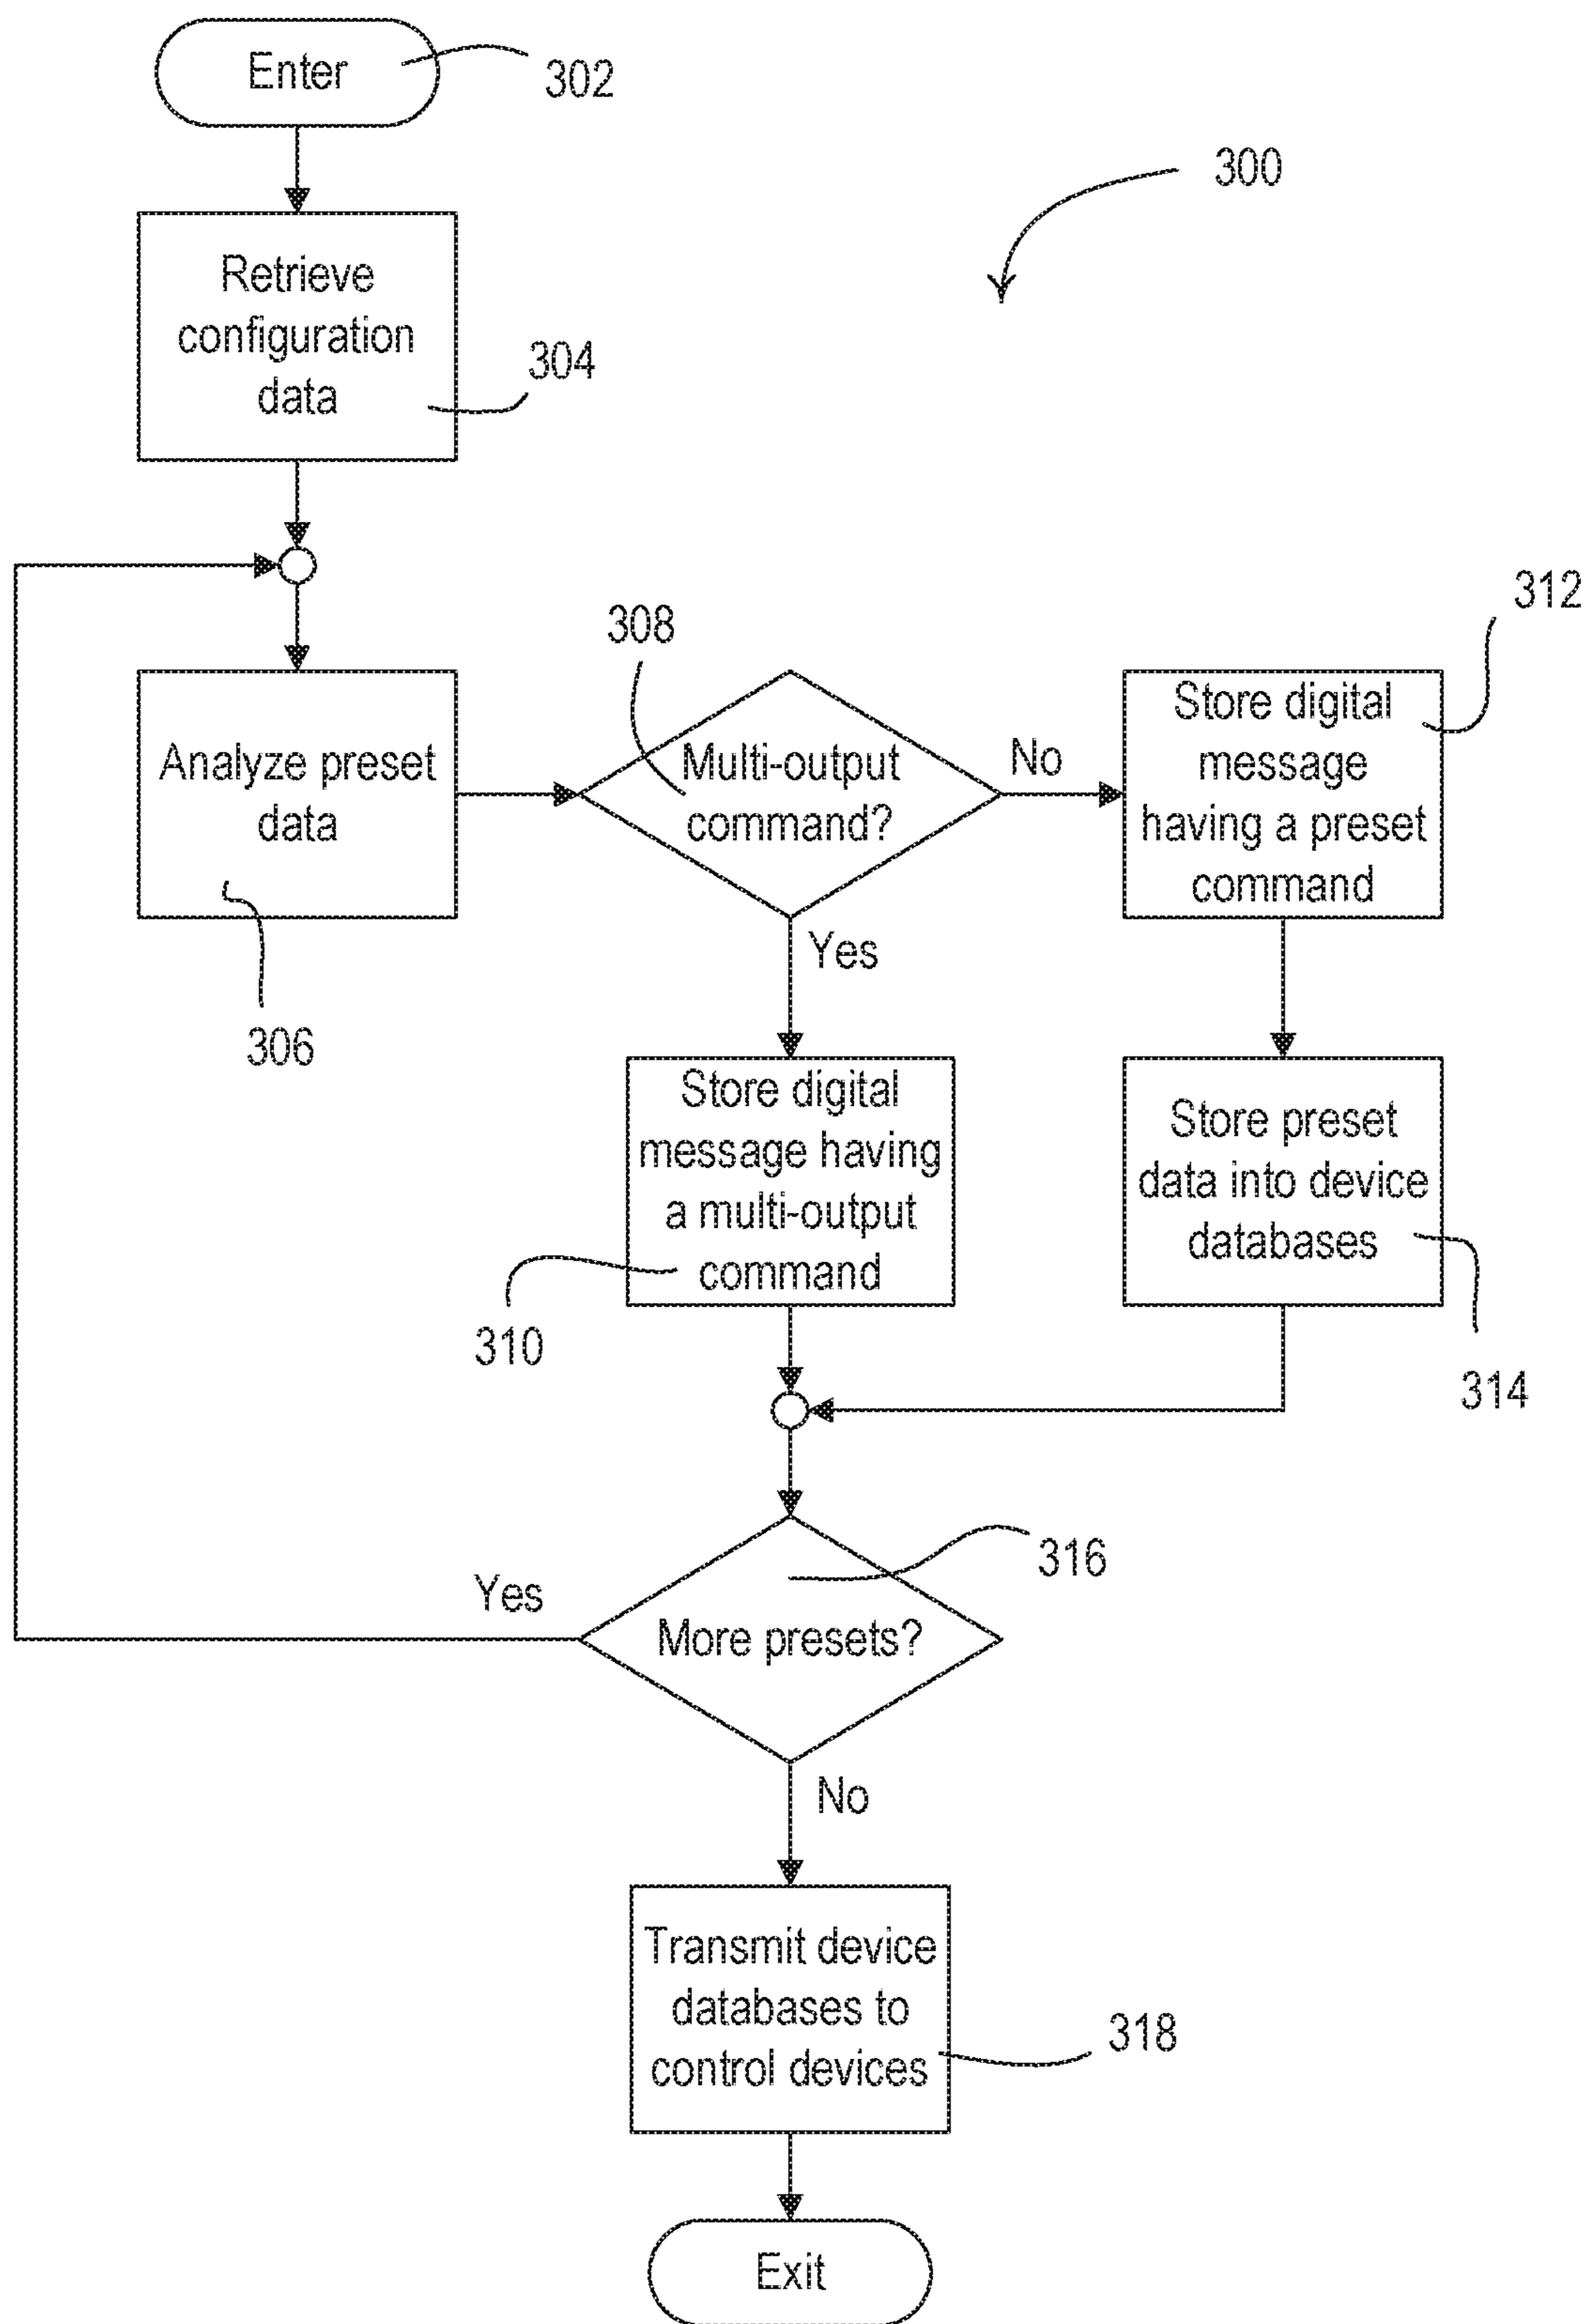 Enter
302
300
Retrieve
configuration
data
304
308
312
Analyze preset
data
306
Multi-output
command?
No
Yes
Store digital
message
having a preset
command
Store digital
message having
a multi-output
command
310
Store preset
data into device
databases
314
316
More presets?
Yes
No
Transmit device
databases to
control devices
318
Exit